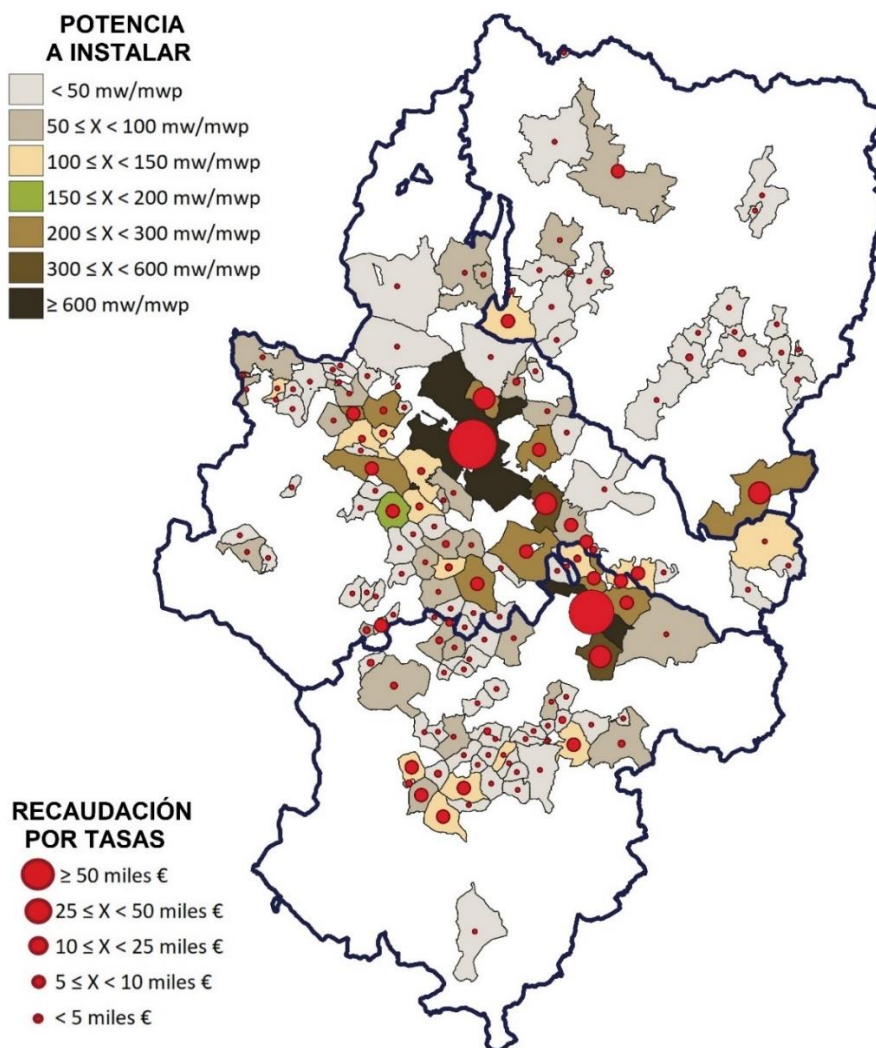 POTENCIA
A INSTALAR
< 50 mw/mwp
50 ≤ X < 100 mw/mwp
100 ≤ X < 150 mw/mwp
150 ≤ X < 200 mw/mwp
200 ≤ X < 300 mw/mwp
300 ≤ X < 600 mw/mwp
≥ 600 mw/mwp
RECAUDACIÓN
POR TASAS
≥ 50 miles €
25 ≤ X < 50 miles €
10 ≤ X < 25 miles €
5 ≤ X < 10 miles €
< 5 miles €